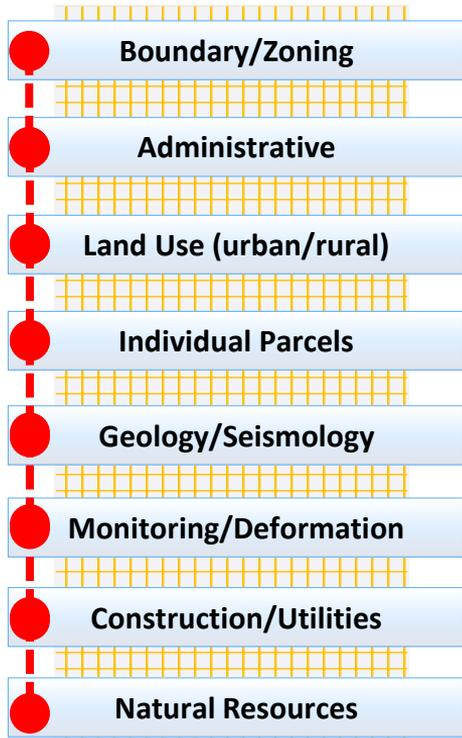 Boundary/Zoning
Administrative
Land Use (urban/rural)
Individual Parcels
Geology/Seismology
Monitoring/Deformation
Construction/Utilities
Natural Resources